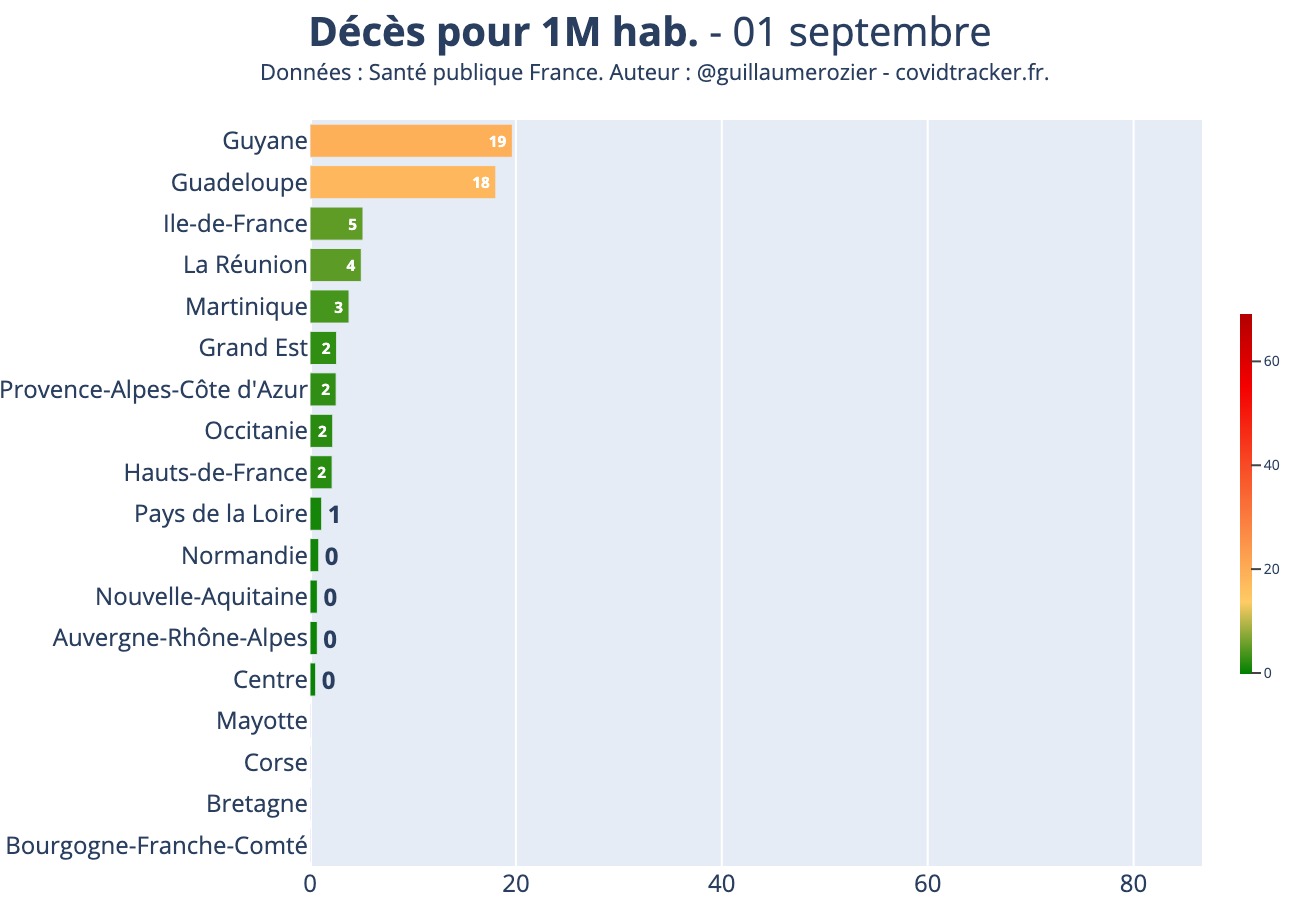 Décès pour 1M hab. - 01 septembre
Données : Santé publique France. Auteur : @guillaumerozier - covidtracker.fr.
Guyane 19
Guadeloupe 18
Ile-de-France 5
La Réunion 4
Martinique 3
Grand Est 2
Provence-Alpes-Côte d'Azur 2
Occitanie 2
Hauts-de-France 2
Pays de la Loire 1
Normandie 0
Nouvelle-Aquitaine 0
Auvergne-Rhône-Alpes 0
Centre 0
Mayotte
Corse
Bretagne
Bourgogne-Franche-Comté
0 20 40 60 80
60
40
20
0